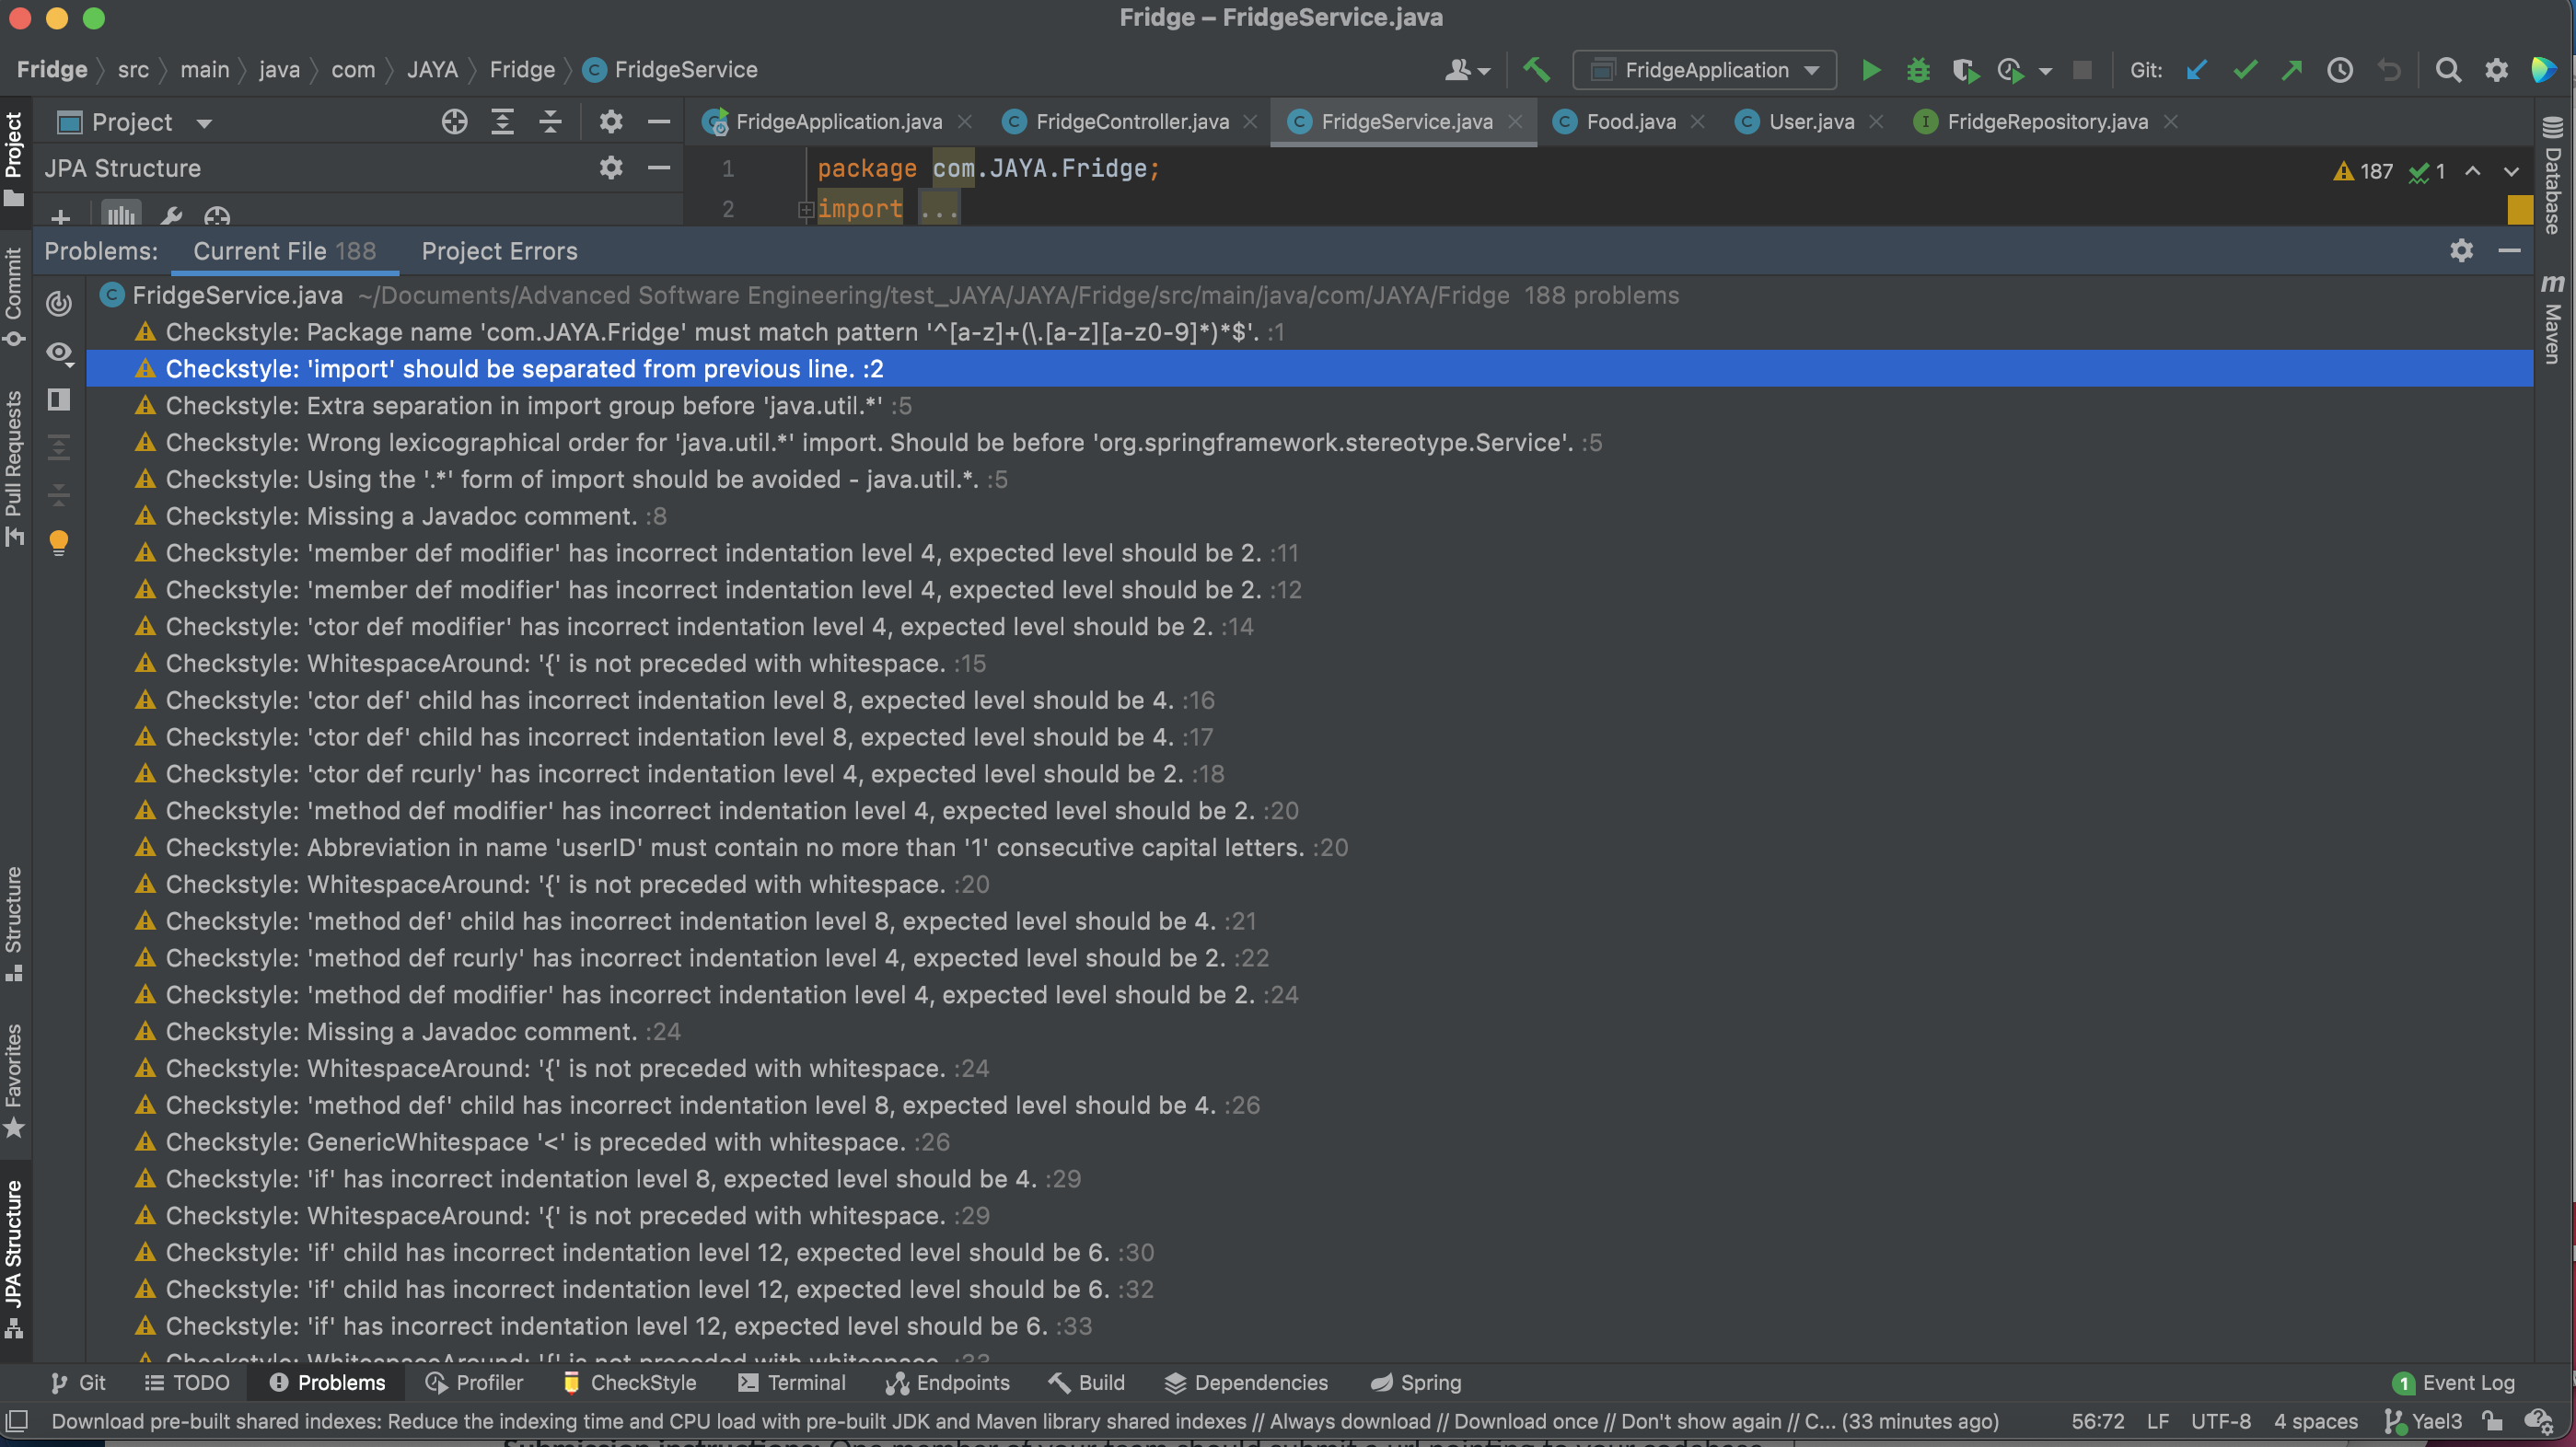 Fridge – FridgeService.java
Fridge src main java com JAYA Fridge C FridgeService
FridgeApplication Git:
Project
FridgeApplication.java C FridgeController.java C FridgeService.java C Food.java C User.java I FridgeRepository.java
JPA Structure
1 package com.JAYA.Fridge;
187 1
2 import ...
Problems: Current File 188 Project Errors
C FridgeService.java ~/Documents/Advanced Software Engineering/test_JAYA/JAYA/Fridge/src/main/java/com/JAYA/Fridge 188 problems
Checkstyle: Package name 'com.JAYA.Fridge' must match pattern '^[a-z]+(\.[a-z][a-z0-9]*)*$'. :1
Checkstyle: 'import' should be separated from previous line. :2
Checkstyle: Extra separation in import group before 'java.util.*' :5
Checkstyle: Wrong lexicographical order for 'java.util.*' import. Should be before 'org.springframework.stereotype.Service'. :5
Checkstyle: Using the '.*' form of import should be avoided - java.util.*. :5
Checkstyle: Missing a Javadoc comment. :8
Checkstyle: 'member def modifier' has incorrect indentation level 4, expected level should be 2. :11
Checkstyle: 'member def modifier' has incorrect indentation level 4, expected level should be 2. :12
Checkstyle: 'ctor def modifier' has incorrect indentation level 4, expected level should be 2. :14
Checkstyle: WhitespaceAround: '{' is not preceded with whitespace. :15
Checkstyle: 'ctor def' child has incorrect indentation level 8, expected level should be 4. :16
Checkstyle: 'ctor def' child has incorrect indentation level 8, expected level should be 4. :17
Checkstyle: 'ctor def rcurly' has incorrect indentation level 4, expected level should be 2. :18
Checkstyle: 'method def modifier' has incorrect indentation level 4, expected level should be 2. :20
Checkstyle: Abbreviation in name 'userID' must contain no more than '1' consecutive capital letters. :20
Checkstyle: WhitespaceAround: '{' is not preceded with whitespace. :20
Checkstyle: 'method def' child has incorrect indentation level 8, expected level should be 4. :21
Checkstyle: 'method def rcurly' has incorrect indentation level 4, expected level should be 2. :22
Checkstyle: 'method def modifier' has incorrect indentation level 4, expected level should be 2. :24
Checkstyle: Missing a Javadoc comment. :24
Checkstyle: WhitespaceAround: '{' is not preceded with whitespace. :24
Checkstyle: 'method def' child has incorrect indentation level 8, expected level should be 4. :26
Checkstyle: GenericWhitespace '<' is preceded with whitespace. :26
Checkstyle: 'if' has incorrect indentation level 8, expected level should be 4. :29
Checkstyle: WhitespaceAround: '{' is not preceded with whitespace. :29
Checkstyle: 'if' child has incorrect indentation level 12, expected level should be 6. :30
Checkstyle: 'if' child has incorrect indentation level 12, expected level should be 6. :32
Checkstyle: 'if' has incorrect indentation level 12, expected level should be 6. :33
Checkstyle: WhitespaceAround: '{' is not preceded with whitespace. :33
Project
Commit
Pull Requests
Structure
Favorites
JPA Structure
Database
m Maven
Git TODO Problems Profiler CheckStyle Terminal Endpoints Build Dependencies Spring 1 Event Log
Download pre-built shared indexes: Reduce the indexing time and CPU load with pre-built JDK and Maven library shared indexes // Always download // Download once // Don't show again // C... (33 minutes ago) 56:72 LF UTF-8 4 spaces Yael3
Submission instructions: One member of your team should submit a url pointing to your codebase